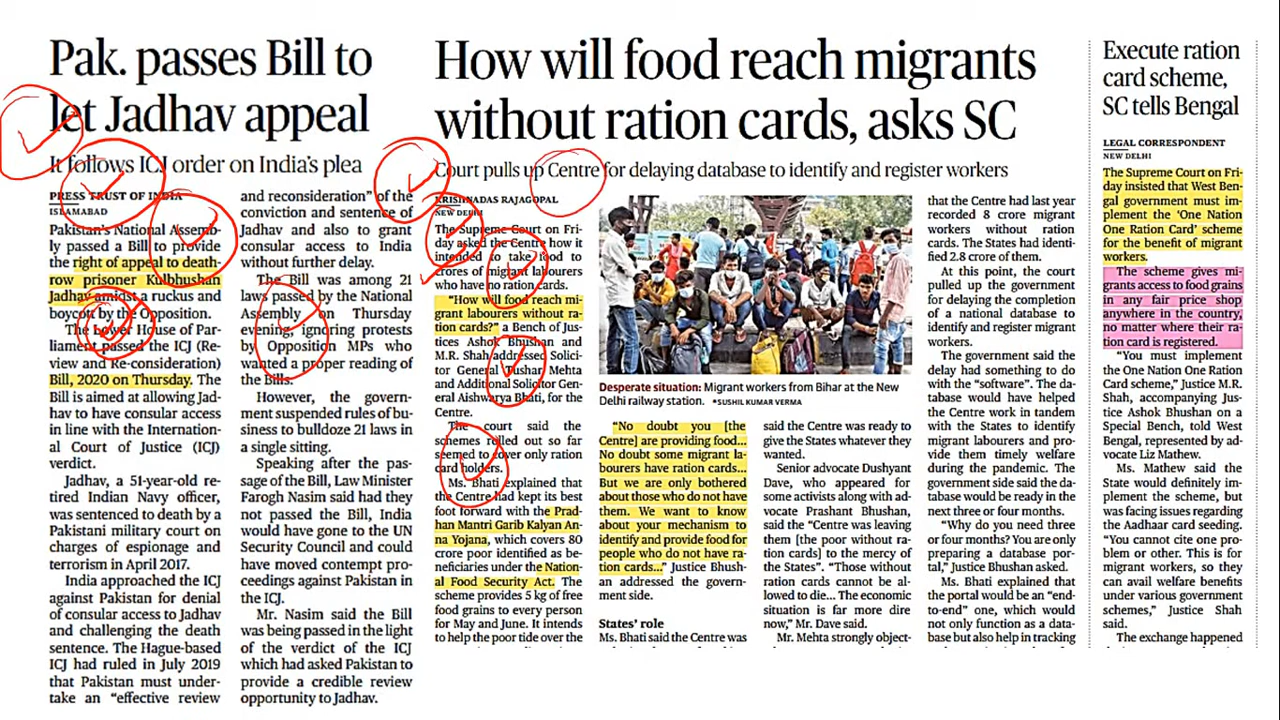 Pak. passes Bill to
let Jadhav appeal
It follows ICJ order on India's plea
PRESS TRUST OF INDIA
ISLAMABAD
Pakistan's National Assemb-
ly passed a Bill to provide
the right of appeal to death-
row prisoner Kulbhushan
Jadhav amidst a ruckus and
boycott by the opposition.
The Lower House of Par-
liament passed the ICJ (Re-
view and Re-consideration)
Bill, 2020 on Thursday. The
Bill is aimed at allowing Jad-
hav to have consular access
in line with the Internation-
al Court of Justice (ICJ)
verdict.
Jadhav, a 51-year-old re-
tired Indian Navy officer,
was sentenced to death by a
Pakistani military court on
charges of espionage and
terrorism in April 2017.
India approached the ICJ
against Pakistan for denial
of consular access to Jadhav
and challenging the death
sentence. The Hague-based
ICJ had ruled in July 2019
that Pakistan must under-
take an "effective review
and reconsideration" of the
conviction and sentence of
Jadhav and also to grant
consular access to India
without further delay.
The Bill was among 21
laws passed by the National
Assembly on Thursday
evening, ignoring protests
by Opposition MPs who
wanted a proper reading of
the Bills.
However, the govern-
ment suspended rules of bu-
siness to bulldoze 21 laws in
a single sitting.
Speaking after the pas-
sage of the Bill, Law Minister
Farogh Nasim said had they
not passed the Bill, India
would have gone to the UN
Security Council and could
have moved contempt pro-
ceedings against Pakistan in
the ICJ.
Mr. Nasim said the Bill
was being passed in the light
of the verdict of the ICJ
which had asked Pakistan to
provide a credible review
opportunity to Jadhav.
How will food reach migrants
without ration cards, asks SC
Court pulls up Centre for delaying database to identify and register workers
KRISHNADAS RAJAGOPAL
NEW DELHI
The Supreme Court on Fri-
day asked the Centre how it
intended to take food to
crores of migrant labourers
who have no ration cards.
"How will food reach mi-
grant labourers without ra-
tion cards?" a Bench of Jus-
tices Ashok Bhushan and
M.R. Shah addressed Solici-
tor General Tushar Mehta
and Additional Solicitor Gen-
eral Aishwarya Bhati, for the
Centre.
The court said the
schemes rolled out so far
seemed to cover only ration
card holders.
Ms. Bhati explained that
the Centre had kept its best
foot forward with the Prad-
han Mantri Garib Kalyan An-
na Yojana, which covers 80
crore poor identified as be-
neficiaries under the Nation-
al Food Security Act. The
scheme provides 5 kg of free
food grains to every person
for May and June. It intends
to help the poor tide over the
Desperate situation: Migrant workers from Bihar at the New
Delhi railway station. •SUSHIL KUMAR VERMA
"No doubt you [the
Centre] are providing food...
No doubt some migrant la-
bourers have ration cards...
But we are only bothered
about those who do not have
them. We want to know
about your mechanism to
identify and provide food for
people who do not have ra-
tion cards..." Justice Bhush-
an addressed the govern-
ment side.
States' role
Ms. Bhati said the Centre was
said the Centre was ready to
give the States whatever they
wanted.
Senior advocate Dushyant
Dave, who appeared for
some activists along with ad-
vocate Prashant Bhushan,
said the "Centre was leaving
them [the poor without ra-
tion cards] to the mercy of
the States". "Those without
ration cards cannot be al-
lowed to die... The economic
situation is far more dire
now," Mr. Dave said.
Mr. Mehta strongly object-
that the Centre had last year
recorded 8 crore migrant
workers without ration
cards. The States had identi-
fied 2.8 crore of them.
At this point, the court
pulled up the government
for delaying the completion
of a national database to
identify and register migrant
workers.
The government said the
delay had something to do
with the "software". The da-
tabase would have helped
the Centre work in tandem
with the States to identify
migrant labourers and pro-
vide them timely welfare
during the pandemic. The
government side said the da-
tabase would be ready in the
next three or four months.
"Why do you need three
or four months? You are only
preparing a database por-
tal," Justice Bhushan asked.
Ms. Bhati explained that
the portal would be an "end-
to-end" one, which would
not only function as a data-
base but also help in tracking
Execute ration
card scheme,
SC tells Bengal
LEGAL CORRESPONDENT
NEW DELHI
The Supreme Court on Friday
insisted that West Ben-
gal government must
implement the 'One Nation
One Ration Card' scheme
for the benefit of migrant
workers.
The scheme gives mi-
grants access to food grains
in any fair price shop
anywhere in the country,
no matter where their ra-
tion card is registered.
"You must implement
the One Nation One Ration
Card scheme," Justice M.R.
Shah, accompanying Jus-
tice Ashok Bhushan on a
Special Bench, told West
Bengal, represented by ad-
vocate Liz Mathew.
Ms. Mathew said the
State would definitely im-
plement the scheme, but
was facing issues regarding
the Aadhaar card seeding.
"You cannot cite one pro-
blem or other. This is for
migrant workers, so they
can avail welfare benefits
under various government
schemes," Justice Shah
said.
The exchange happened